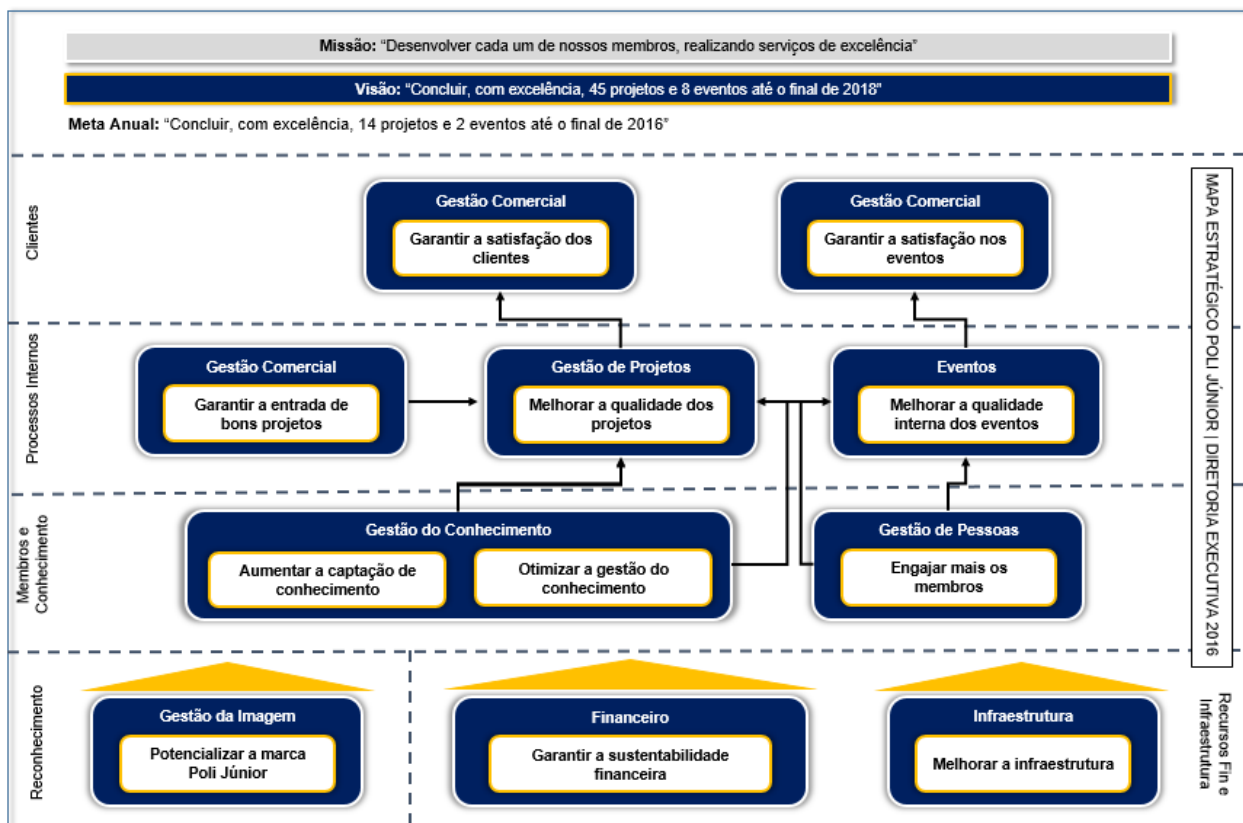 Missão: “Desenvolver cada um de nossos membros, realizando serviços de excelência”
Visão: “Concluir, com excelência, 45 projetos e 8 eventos até o final de 2018”
Meta Anual: “Concluir, com excelência, 14 projetos e 2 eventos até o final de 2016”
MAPA ESTRATÉGICO POLI JÚNIOR | DIRETORIA EXECUTIVA 2016
Clientes
Gestão Comercial
Garantir a satisfação dos
clientes
Gestão Comercial
Garantir a satisfação nos
eventos
Processos Internos
Gestão Comercial
Garantir a entrada de
bons projetos
Gestão de Projetos
Melhorar a qualidade dos
projetos
Eventos
Melhorar a qualidade
interna dos eventos
Membros e
Conhecimento
Gestão do Conhecimento
Aumentar a captação de
conhecimento
Otimizar a gestão do
conhecimento
Gestão de Pessoas
Engajar mais os
membros
Reconhecimento
Gestão da Imagem
Potencializar a marca
Poli Júnior
Financeiro
Garantir a sustentabilidade
financeira
Infraestrutura
Melhorar a infraestrutura
Recursos Fin e
Infraestrutura